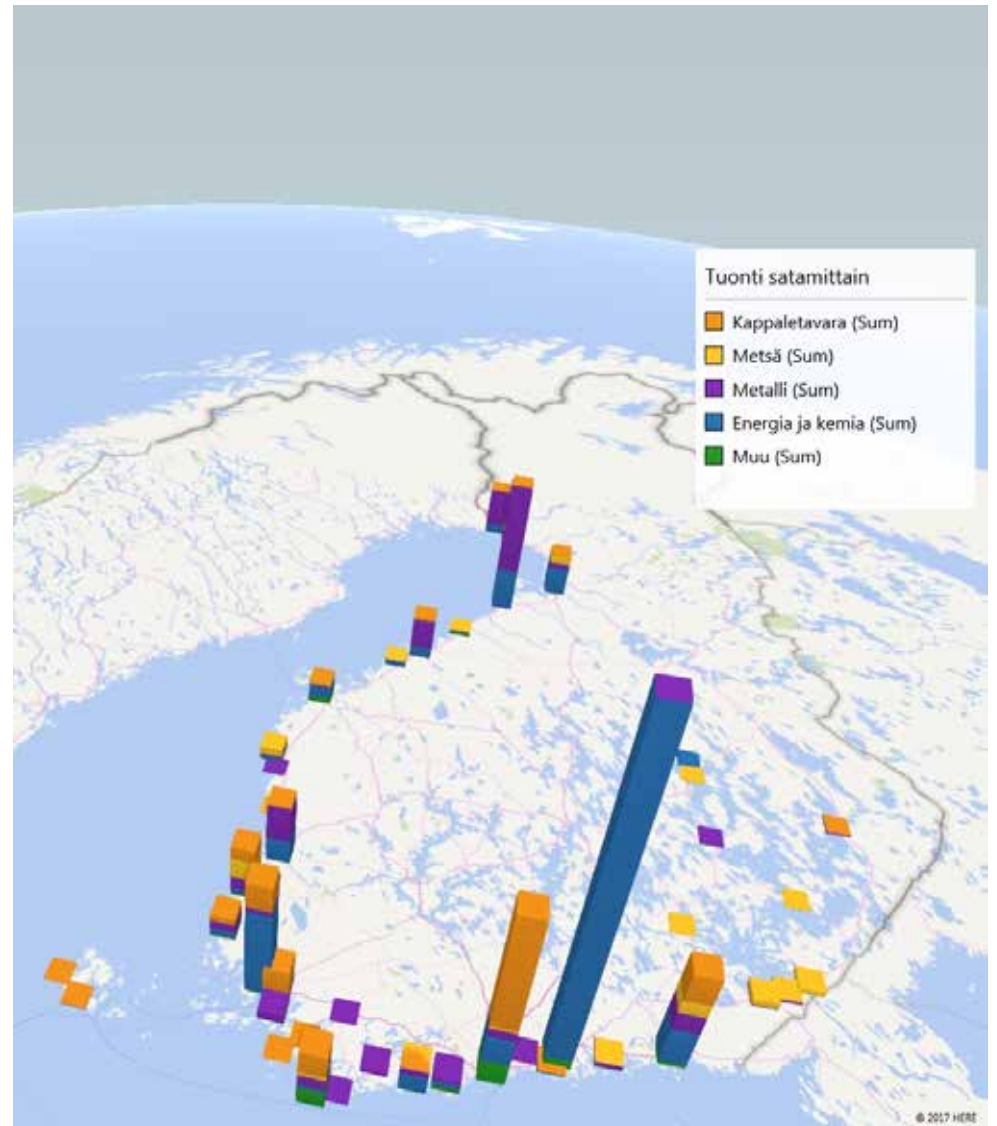 Tuonti satamittain
Kappaletavara (Sum)
Metsä (Sum)
Metalli (Sum)
Energia ja kemia (Sum)
Muu (Sum)
© 2017 HERE